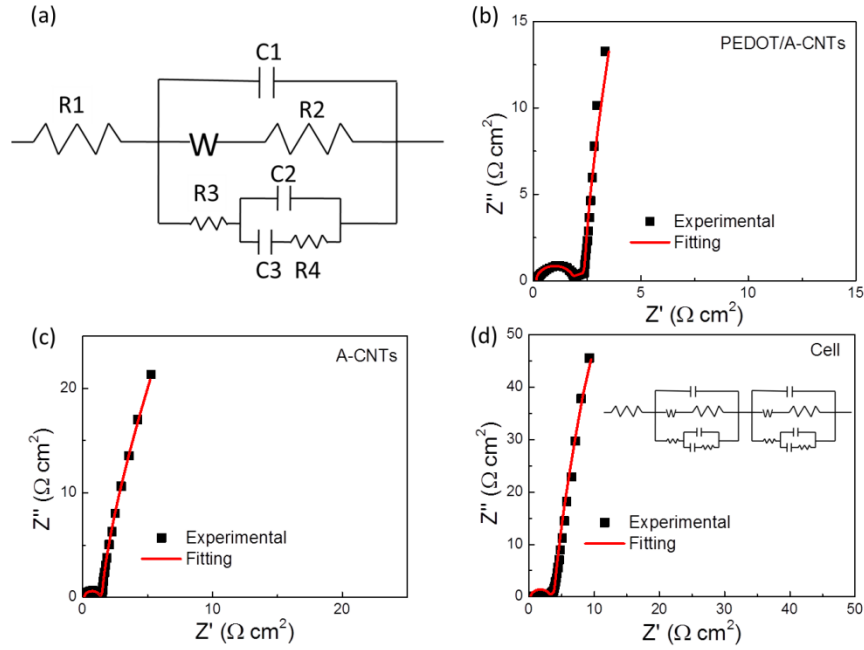 (a)
C1
R1
W
R2
C2
R3
C3
R4
(b)
PEDOT/A-CNTs
15
10
5
0
Z'' (Ω cm²)
Experimental
Fitting
5
10
15
Z' (Ω cm²)
(c)
A-CNTs
20
10
0
Z'' (Ω cm²)
Experimental
Fitting
0
10
20
Z' (Ω cm²)
(d)
Cell
50
40
30
20
10
0
Z'' (Ω cm²)
W
W
Experimental
Fitting
0
10
20
30
40
50
Z' (Ω cm²)